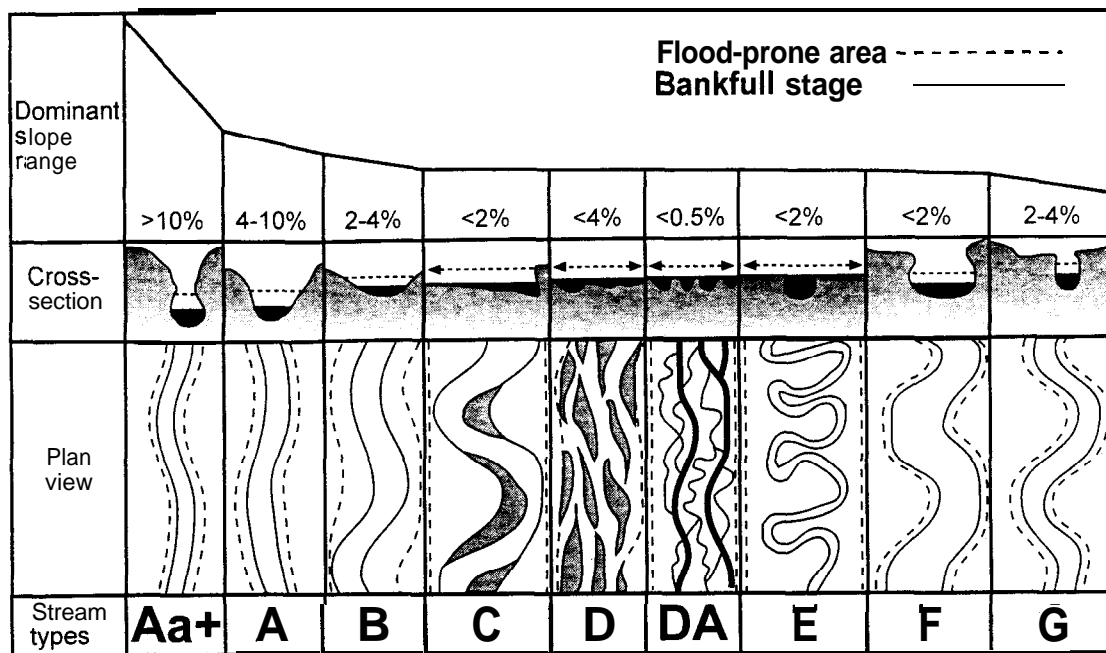 Flood-prone area
Bankfull stage
Dominant
slope
range
>10% 4-10% 2-4% <2% <4% <0.5% <2% <2% 2-4%
Cross-
section
Plan
view
Stream
types
Aa+ A B C D DA E F G